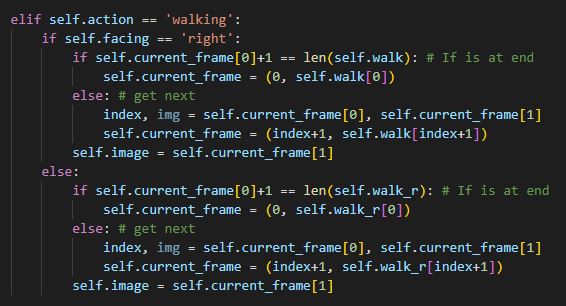 elif self.action == 'walking':
    if self.facing == 'right':
        if self.current_frame[0]+1 == len(self.walk): # If is at end
            self.current_frame = (0, self.walk[0])
        else: # get next
            index, img = self.current_frame[0], self.current_frame[1]
            self.current_frame = (index+1, self.walk[index+1])
        self.image = self.current_frame[1]
    else:
        if self.current_frame[0]+1 == len(self.walk_r): # If is at end
            self.current_frame = (0, self.walk_r[0])
        else: # get next
            index, img = self.current_frame[0], self.current_frame[1]
            self.current_frame = (index+1, self.walk_r[index+1])
        self.image = self.current_frame[1]